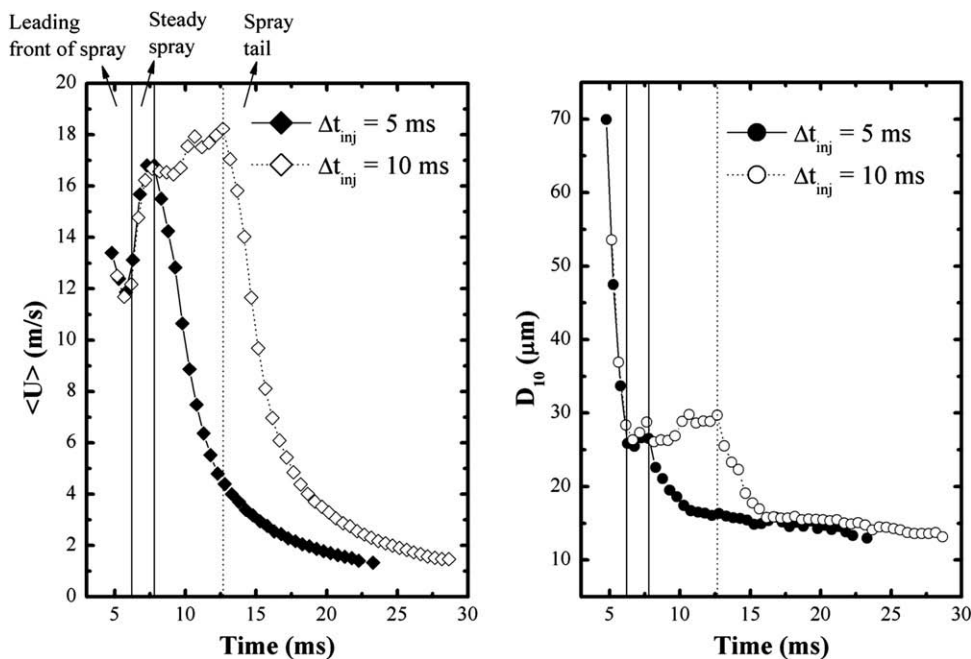 Leading
front of spray
Steady
spray
Spray
tail
20
18
16
14
12
10
8
6
4
2
0
<U> (m/s)
Δt_inj = 5 ms
Δt_inj = 10 ms
5 10 15 20 25 30
Time (ms)
70
60
50
40
30
20
10
D_10 (μm)
Δt_inj = 5 ms
Δt_inj = 10 ms
5 10 15 20 25 30
Time (ms)